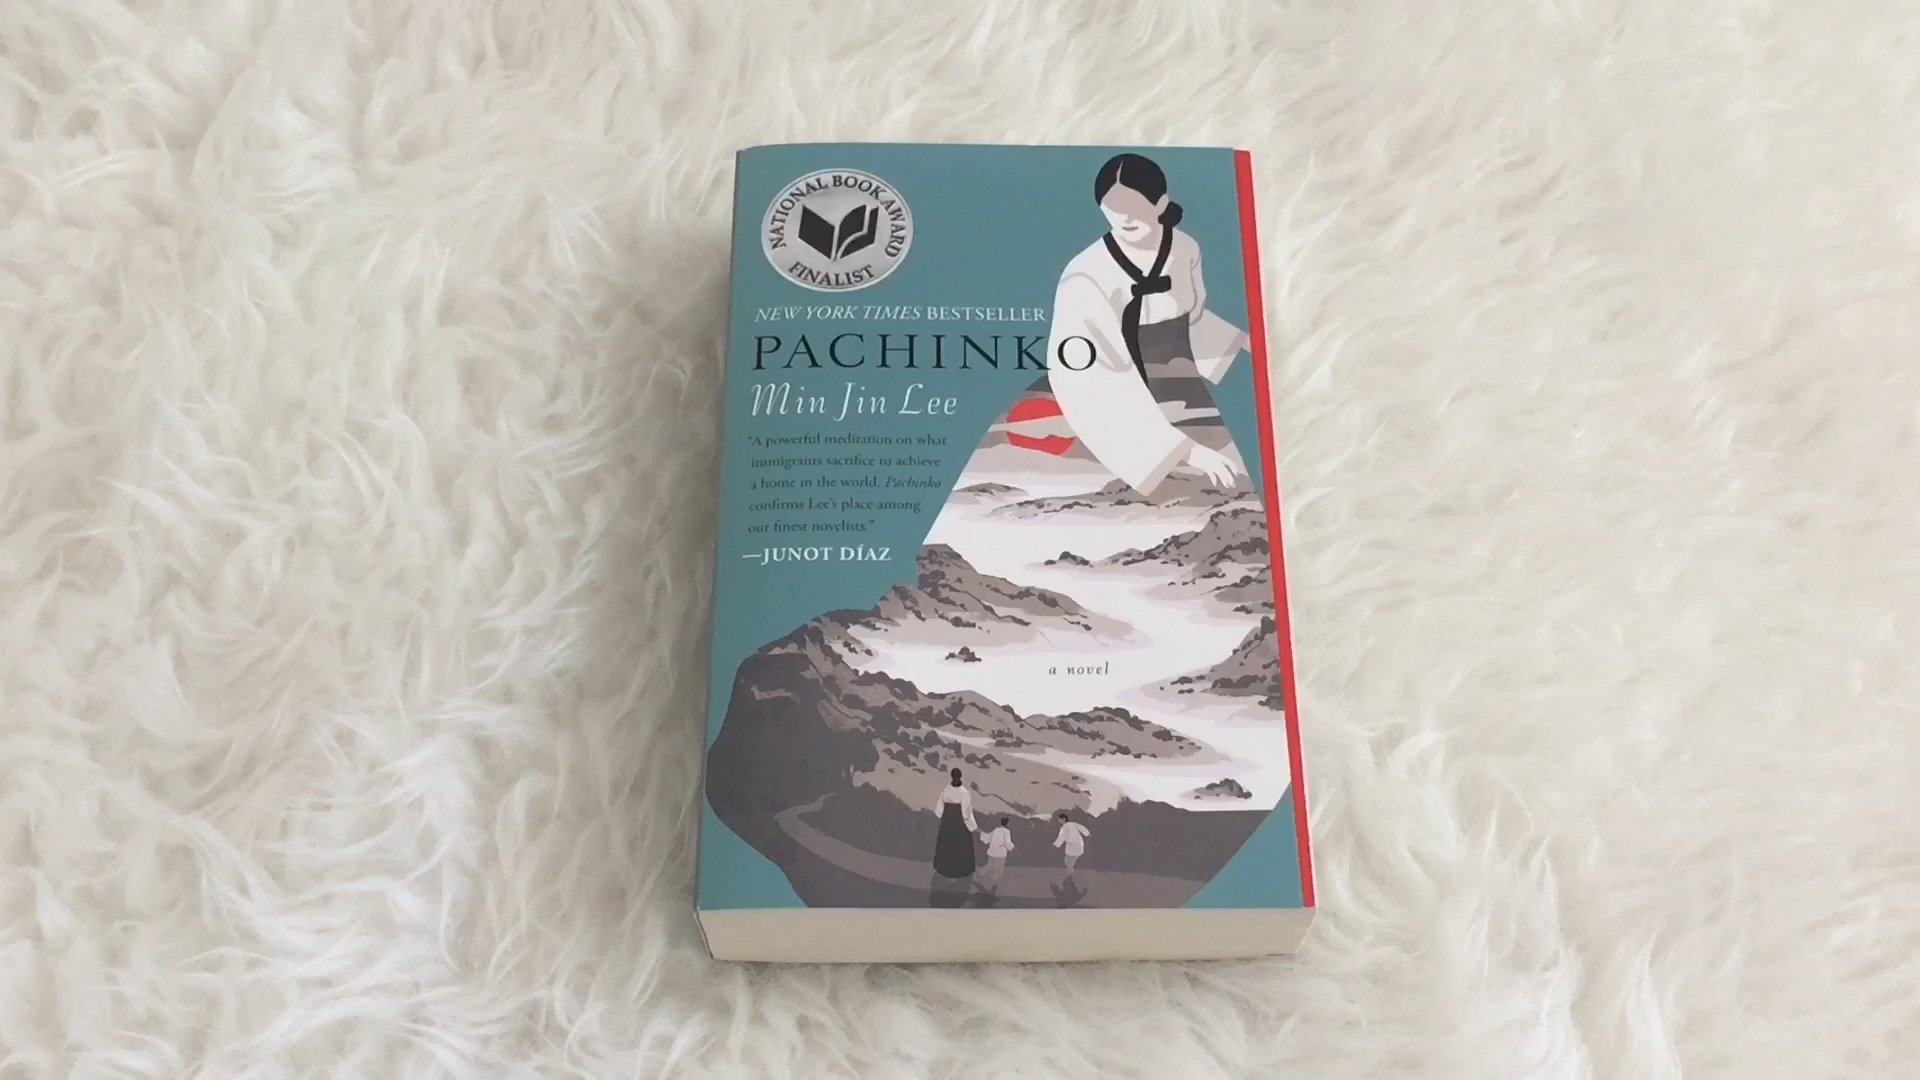 NATIONAL BOOK AWARD
FINALIST
NEW YORK TIMES BESTSELLER
PACHINKO
Min Jin Lee
"A powerful meditation on what
immigrants sacrifice to achieve
a home in the world. Pachinko
confirms Lee's place among
our finest novelists."
—JUNOT DÍAZ
a novel